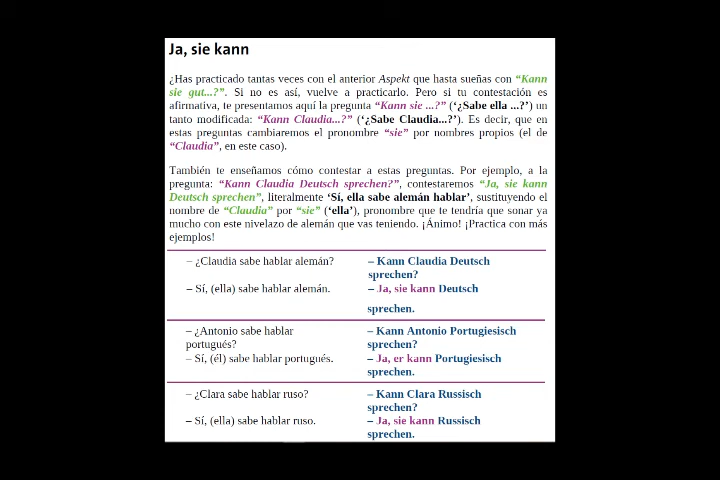 Ja, sie kann
¿Has practicado tantas veces con el anterior Aspekt que hasta sueñas con “Kann
sie gut...?”. Si no es así, vuelve a practicarlo. Pero si tu contestación es
afirmativa, te presentamos aquí la pregunta “Kann sie ...?” (‘¿Sabe ella ...?’) un
tanto modificada: “Kann Claudia...?” (‘¿Sabe Claudia...?’). Es decir, que en
estas preguntas cambiaremos el pronombre “sie” por nombres propios (el de
“Claudia”, en este caso).
También te enseñamos cómo contestar a estas preguntas. Por ejemplo, a la
pregunta: “Kann Claudia Deutsch sprechen?”, contestaremos “Ja, sie kann
Deutsch sprechen”, literalmente ‘Sí, ella sabe alemán hablar’, sustituyendo el
nombre de “Claudia” por “sie” (‘ella’), pronombre que te tendría que sonar ya
mucho con este nivelazo de alemán que vas teniendo. ¡Ánimo! ¡Practica con más
ejemplos!
– ¿Claudia sabe hablar alemán?
– Kann Claudia Deutsch
sprechen?
– Sí, (ella) sabe hablar alemán.
– Ja, sie kann Deutsch
sprechen.
– ¿Antonio sabe hablar
portugués?
– Kann Antonio Portugiesisch
sprechen?
– Sí, (él) sabe hablar portugués.
– Ja, er kann Portugiesisch
sprechen.
– ¿Clara sabe hablar ruso?
– Kann Clara Russisch
sprechen?
– Sí, (ella) sabe hablar ruso.
– Ja, sie kann Russisch
sprechen.